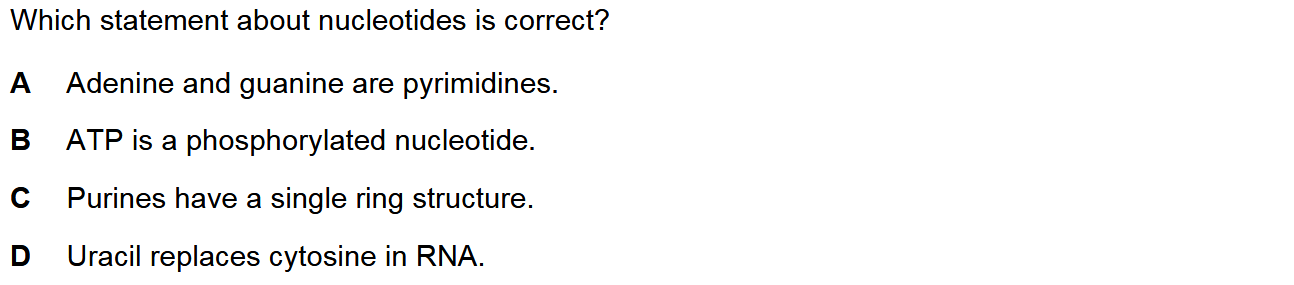 Which statement about nucleotides is correct?
A Adenine and guanine are pyrimidines.
B ATP is a phosphorylated nucleotide.
C Purines have a single ring structure.
D Uracil replaces cytosine in RNA.